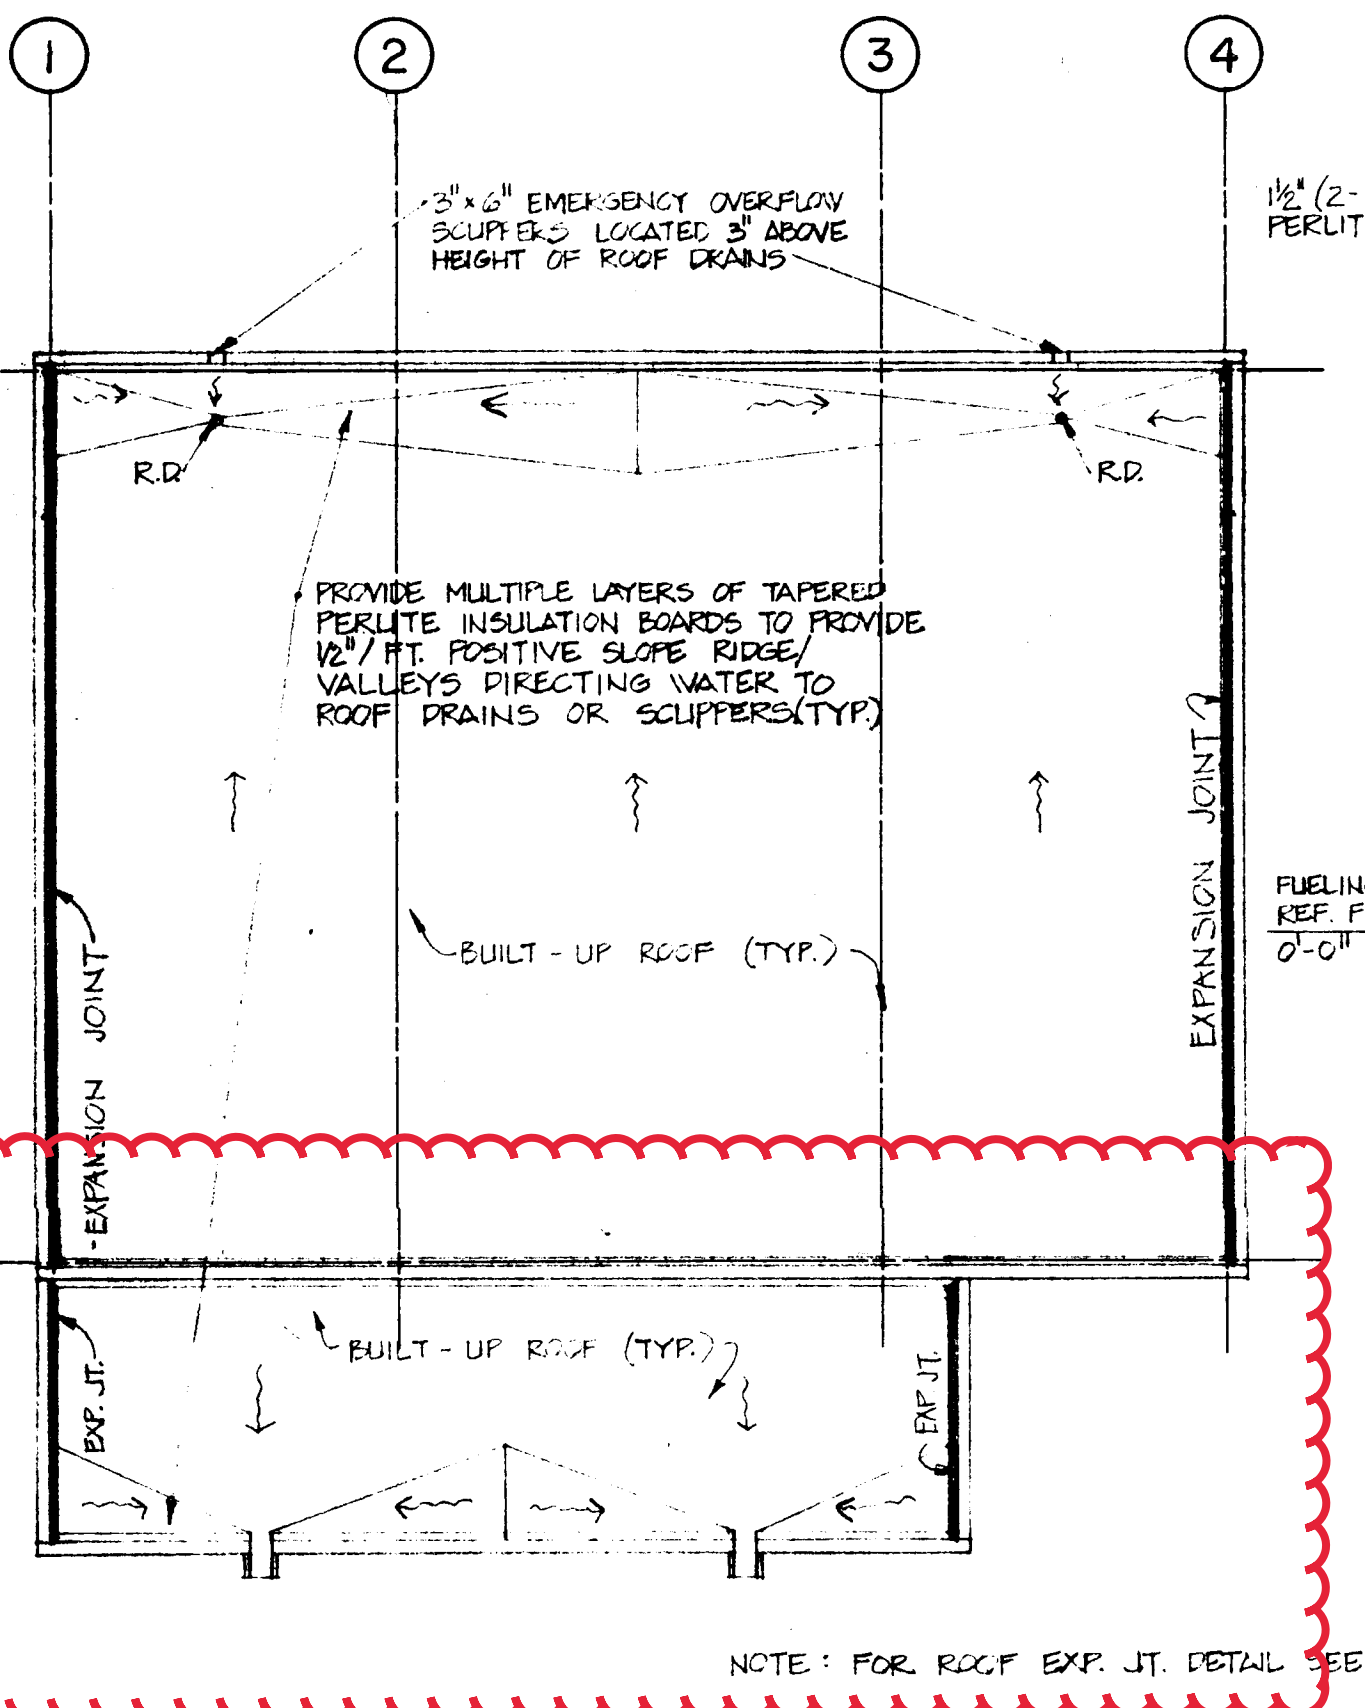 1
2
3
4
3" x 6" EMERGENCY OVERFLOW
SCUPPERS LOCATED 3" ABOVE
HEIGHT OF ROOF DRAINS
1½" (2-
PERLIT
R.D.
R.D.
PROVIDE MULTIPLE LAYERS OF TAPERED
PERLITE INSULATION BOARDS TO PROVIDE
1/2"/FT. POSITIVE SLOPE RIDGE/
VALLEYS DIRECTING WATER TO
ROOF DRAINS OR SCUPPERS(TYP.)
EXPANSION JOINT
EXPANSION JOINT
FUELIN
REF. F
0'-0"
BUILT-UP ROOF (TYP.)
BUILT-UP ROOF (TYP.)
EXP. JT.
EXP. JT.
NOTE: FOR ROOF EXP. JT. DETAIL SEE